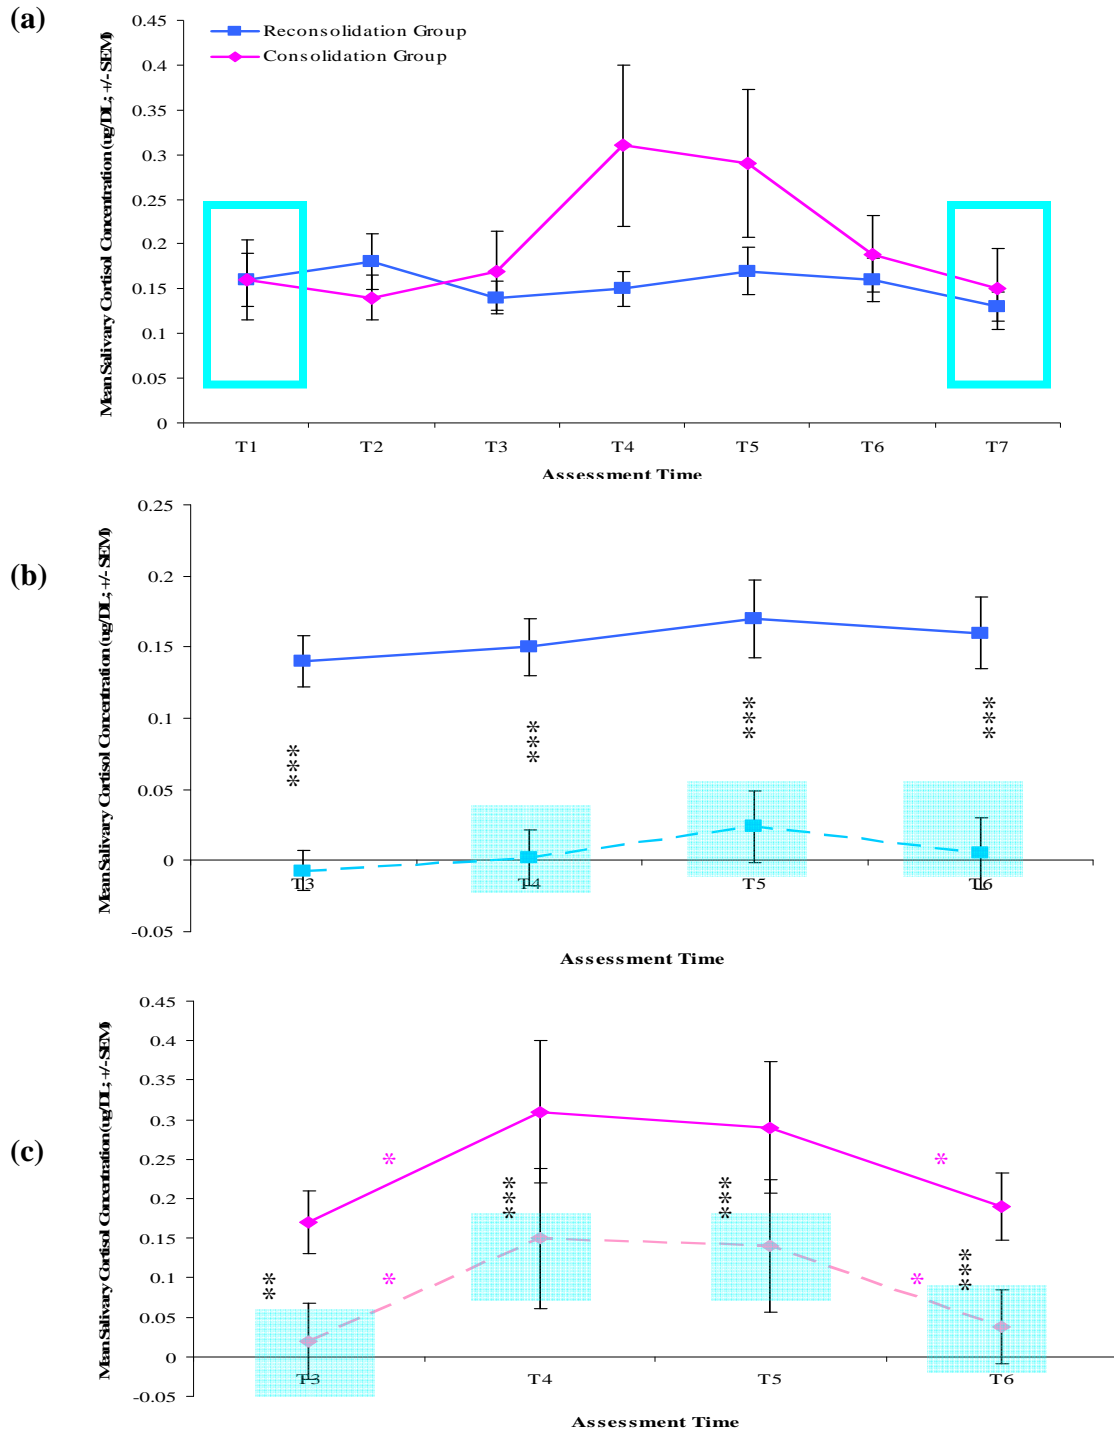 (a)
Mean Salivary Cortisol Concentration (ug/DL; +/- SEM)
0.45
0.4
0.35
0.3
0.25
0.2
0.15
0.1
0.05
0
Reconsolidation Group
Consolidation Group
T1 T2 T3 T4 T5 T6 T7
Assessment Time
(b)
Mean Salivary Cortisol Concentration (ug/DL; +/- SEM)
0.25
0.2
0.15
0.1
0.05
0
-0.05
***
***
***
***
T3 T4 T5 T6
Assessment Time
(c)
Mean Salivary Cortisol Concentration (ug/DL; +/- SEM)
0.45
0.4
0.35
0.3
0.25
0.2
0.15
0.1
0.05
0
-0.05
*
*
**
***
***
***
*
*
T3 T4 T5 T6
Assessment Time